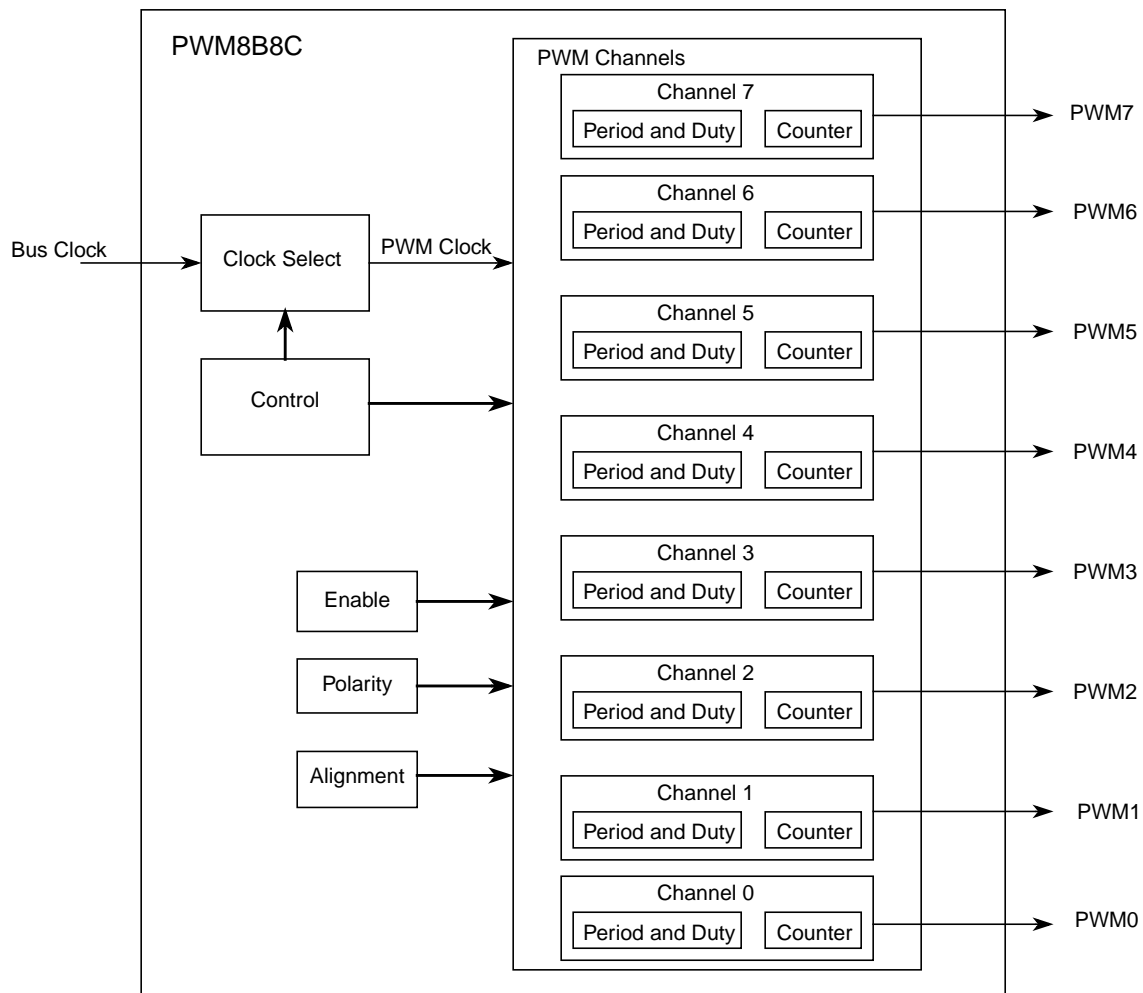 PWM8B8C
PWM Channels
Channel 7
Period and Duty
Counter
PWM7
Channel 6
Period and Duty
Counter
PWM6
Bus Clock
Clock Select
PWM Clock
Channel 5
Period and Duty
Counter
PWM5
Control
Channel 4
Period and Duty
Counter
PWM4
Channel 3
Period and Duty
Counter
PWM3
Enable
Polarity
Channel 2
Period and Duty
Counter
PWM2
Alignment
Channel 1
Period and Duty
Counter
PWM1
Channel 0
Period and Duty
Counter
PWM0